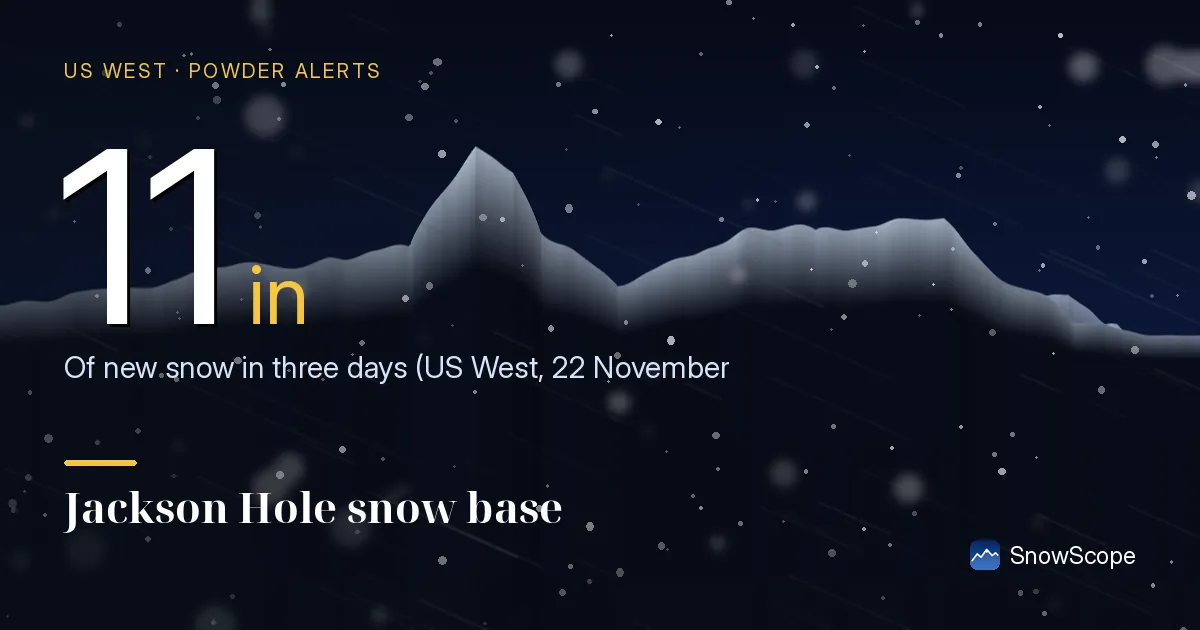 US WEST · POWDER ALERTS
11 in
Of new snow in three days (US West, 22 November
Jackson Hole snow base
SnowScope